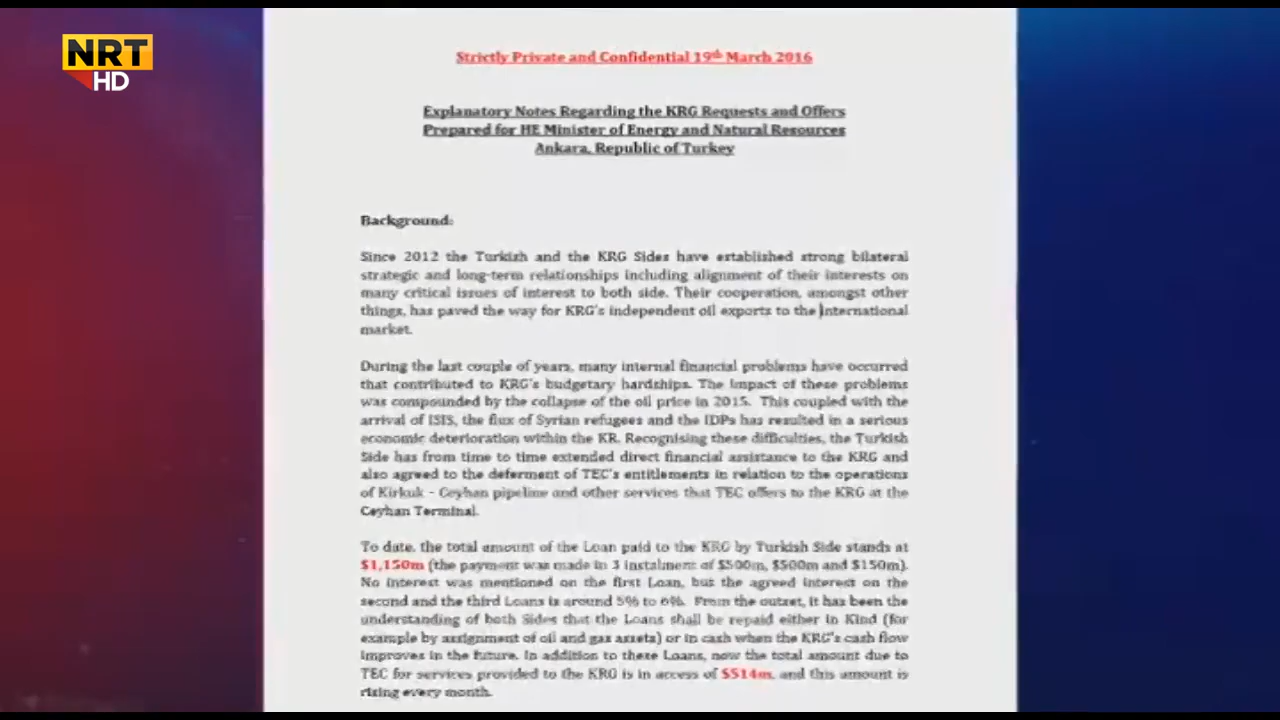 NRT
HD
Strictly Private and Confidential 19th March 2016
Explanatory Notes Regarding the KRG Requests and Offers
Prepared for HE Minister of Energy and Natural Resources
Ankara, Republic of Turkey
Background:
Since 2012 the Turkish and the KRG Sides have established strong bilateral
strategic and long-term relationships including alignment of their interests on
many critical issues of interest to both side. Their cooperation, amongst other
things, has paved the way for KRG's independent oil exports to the International
market.
During the last couple of years, many internal financial problems have occurred
that contributed to KRG's budgetary hardships. The impact of these problems
was compounded by the collapse of the oil price in 2015. This coupled with the
arrival of ISIS, the flux of Syrian refugees and the IDPs has resulted in a serious
economic deterioration within the KR. Recognising these difficulties, the Turkish
Side has from time to time extended direct financial assistance to the KRG and
also agreed to the deferment of TEC's entitlements in relation to the operations
of Kirkuk - Ceyhan pipeline and other services that TEC offers to the KRG at the
Ceyhan Terminal.
To date, the total amount of the Loan paid to the KRG by Turkish Side stands at
$1,150m (the payment was made in 3 instalment of $500m, $500m and $150m).
No interest was mentioned on the first Loan, but the agreed interest on the
second and the third Loans is around 5% to 6%. From the outset, it has been the
understanding of both Sides that the Loans shall be repaid either in Kind (for
example by assignment of oil and gas assets) or in cash when the KRG's cash flow
improves in the future. In addition to these Loans, now the total amount due to
TEC for services provided to the KRG is in access of $514m, and this amount is
rising every month.